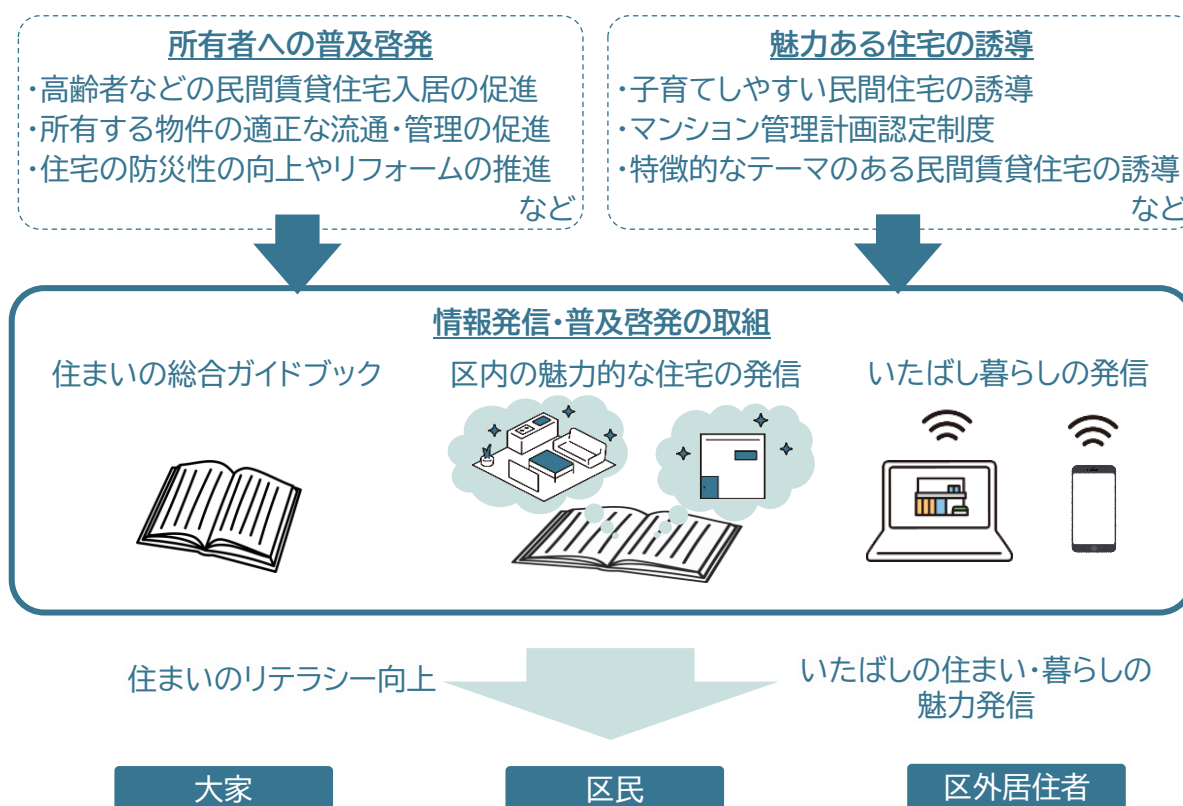 所有者への普及啓発
・高齢者などの民間賃貸住宅入居の促進
・所有する物件の適正な流通・管理の促進
・住宅の防災性の向上やリフォームの推進
など
魅力ある住宅の誘導
・子育てしやすい民間住宅の誘導
・マンション管理計画認定制度
・特徴的なテーマのある民間賃貸住宅の誘導
など
情報発信・普及啓発の取組
住まいの総合ガイドブック
区内の魅力的な住宅の発信
いたばし暮らしの発信
住まいのリテラシー向上
いたばしの住まい・暮らしの
魅力発信
大家
区民
区外居住者